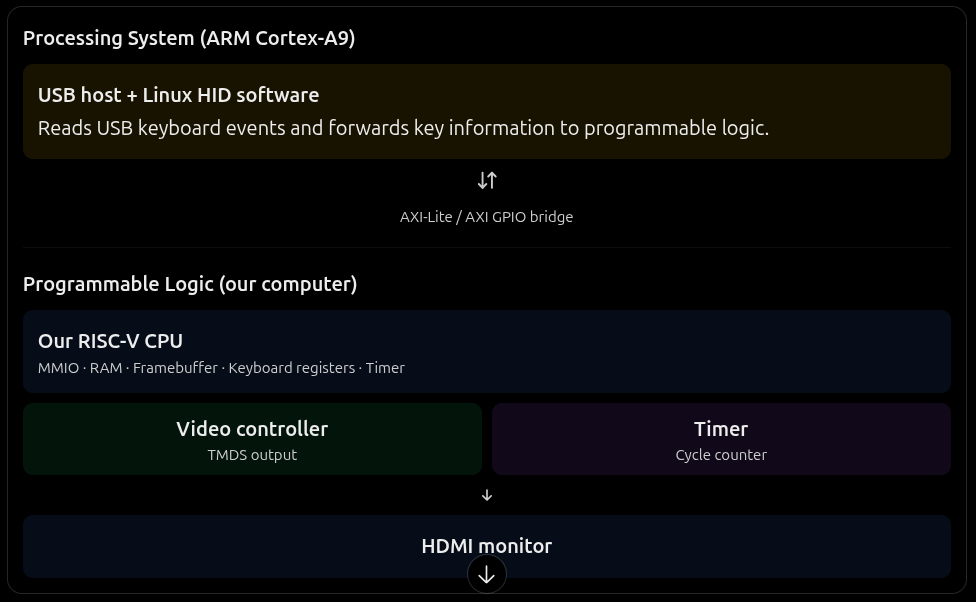 Processing System (ARM Cortex-A9)
USB host + Linux HID software
Reads USB keyboard events and forwards key information to programmable logic.
AXI-Lite / AXI GPIO bridge
Programmable Logic (our computer)
Our RISC-V CPU
MMIO · RAM · Framebuffer · Keyboard registers · Timer
Video controller
TMDS output
Timer
Cycle counter
HDMI monitor